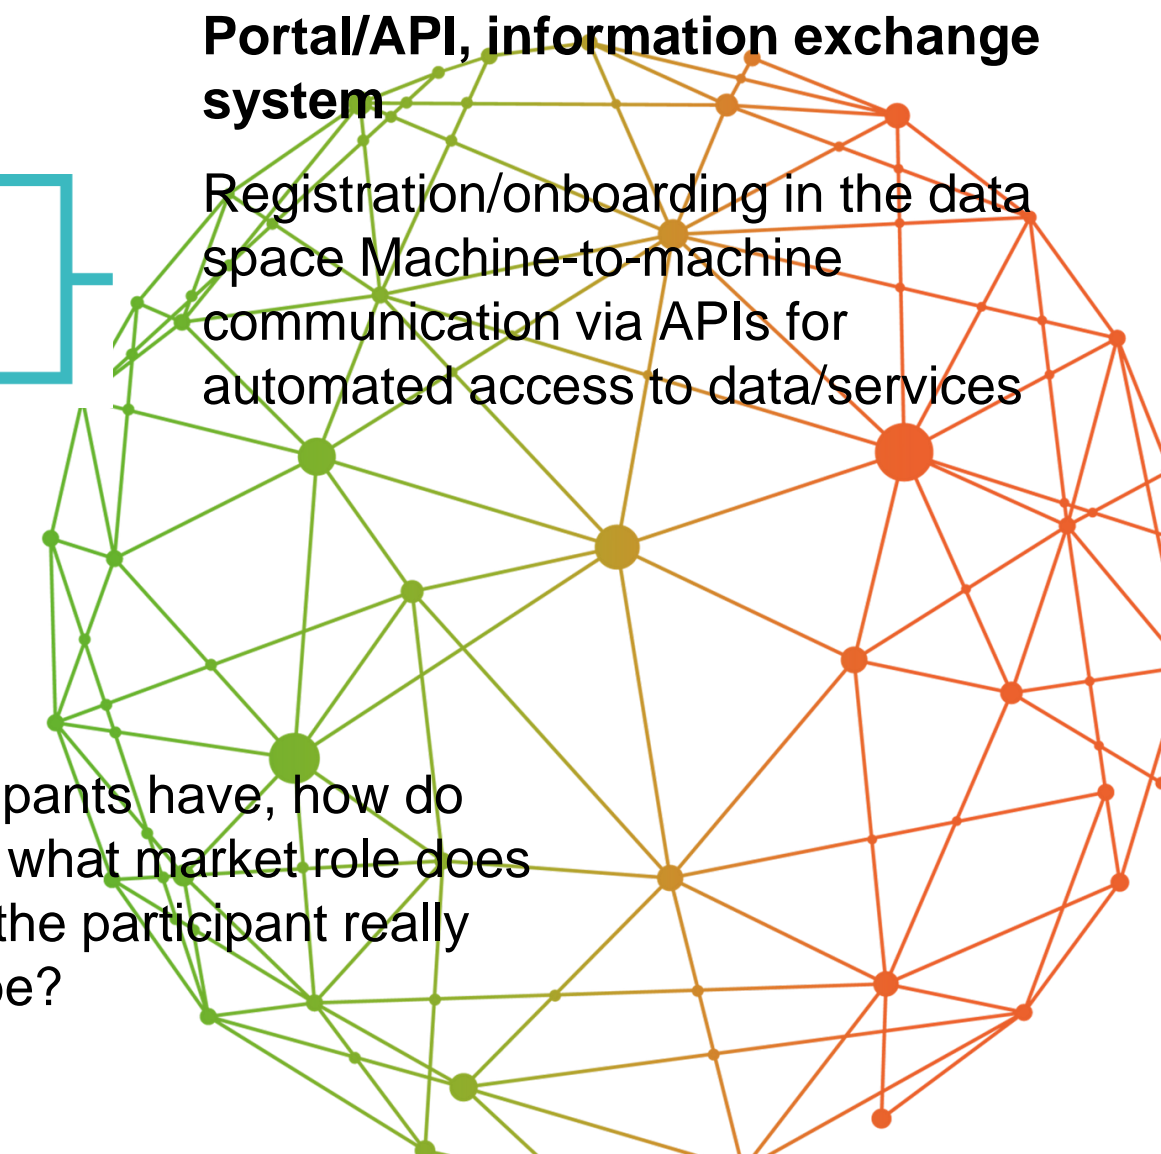 Portal/API, information exchange
system
Registration/onboarding in the data
space Machine-to-machine
communication via APIs for
automated access to data/services
have, how do
what market role does
the participant really